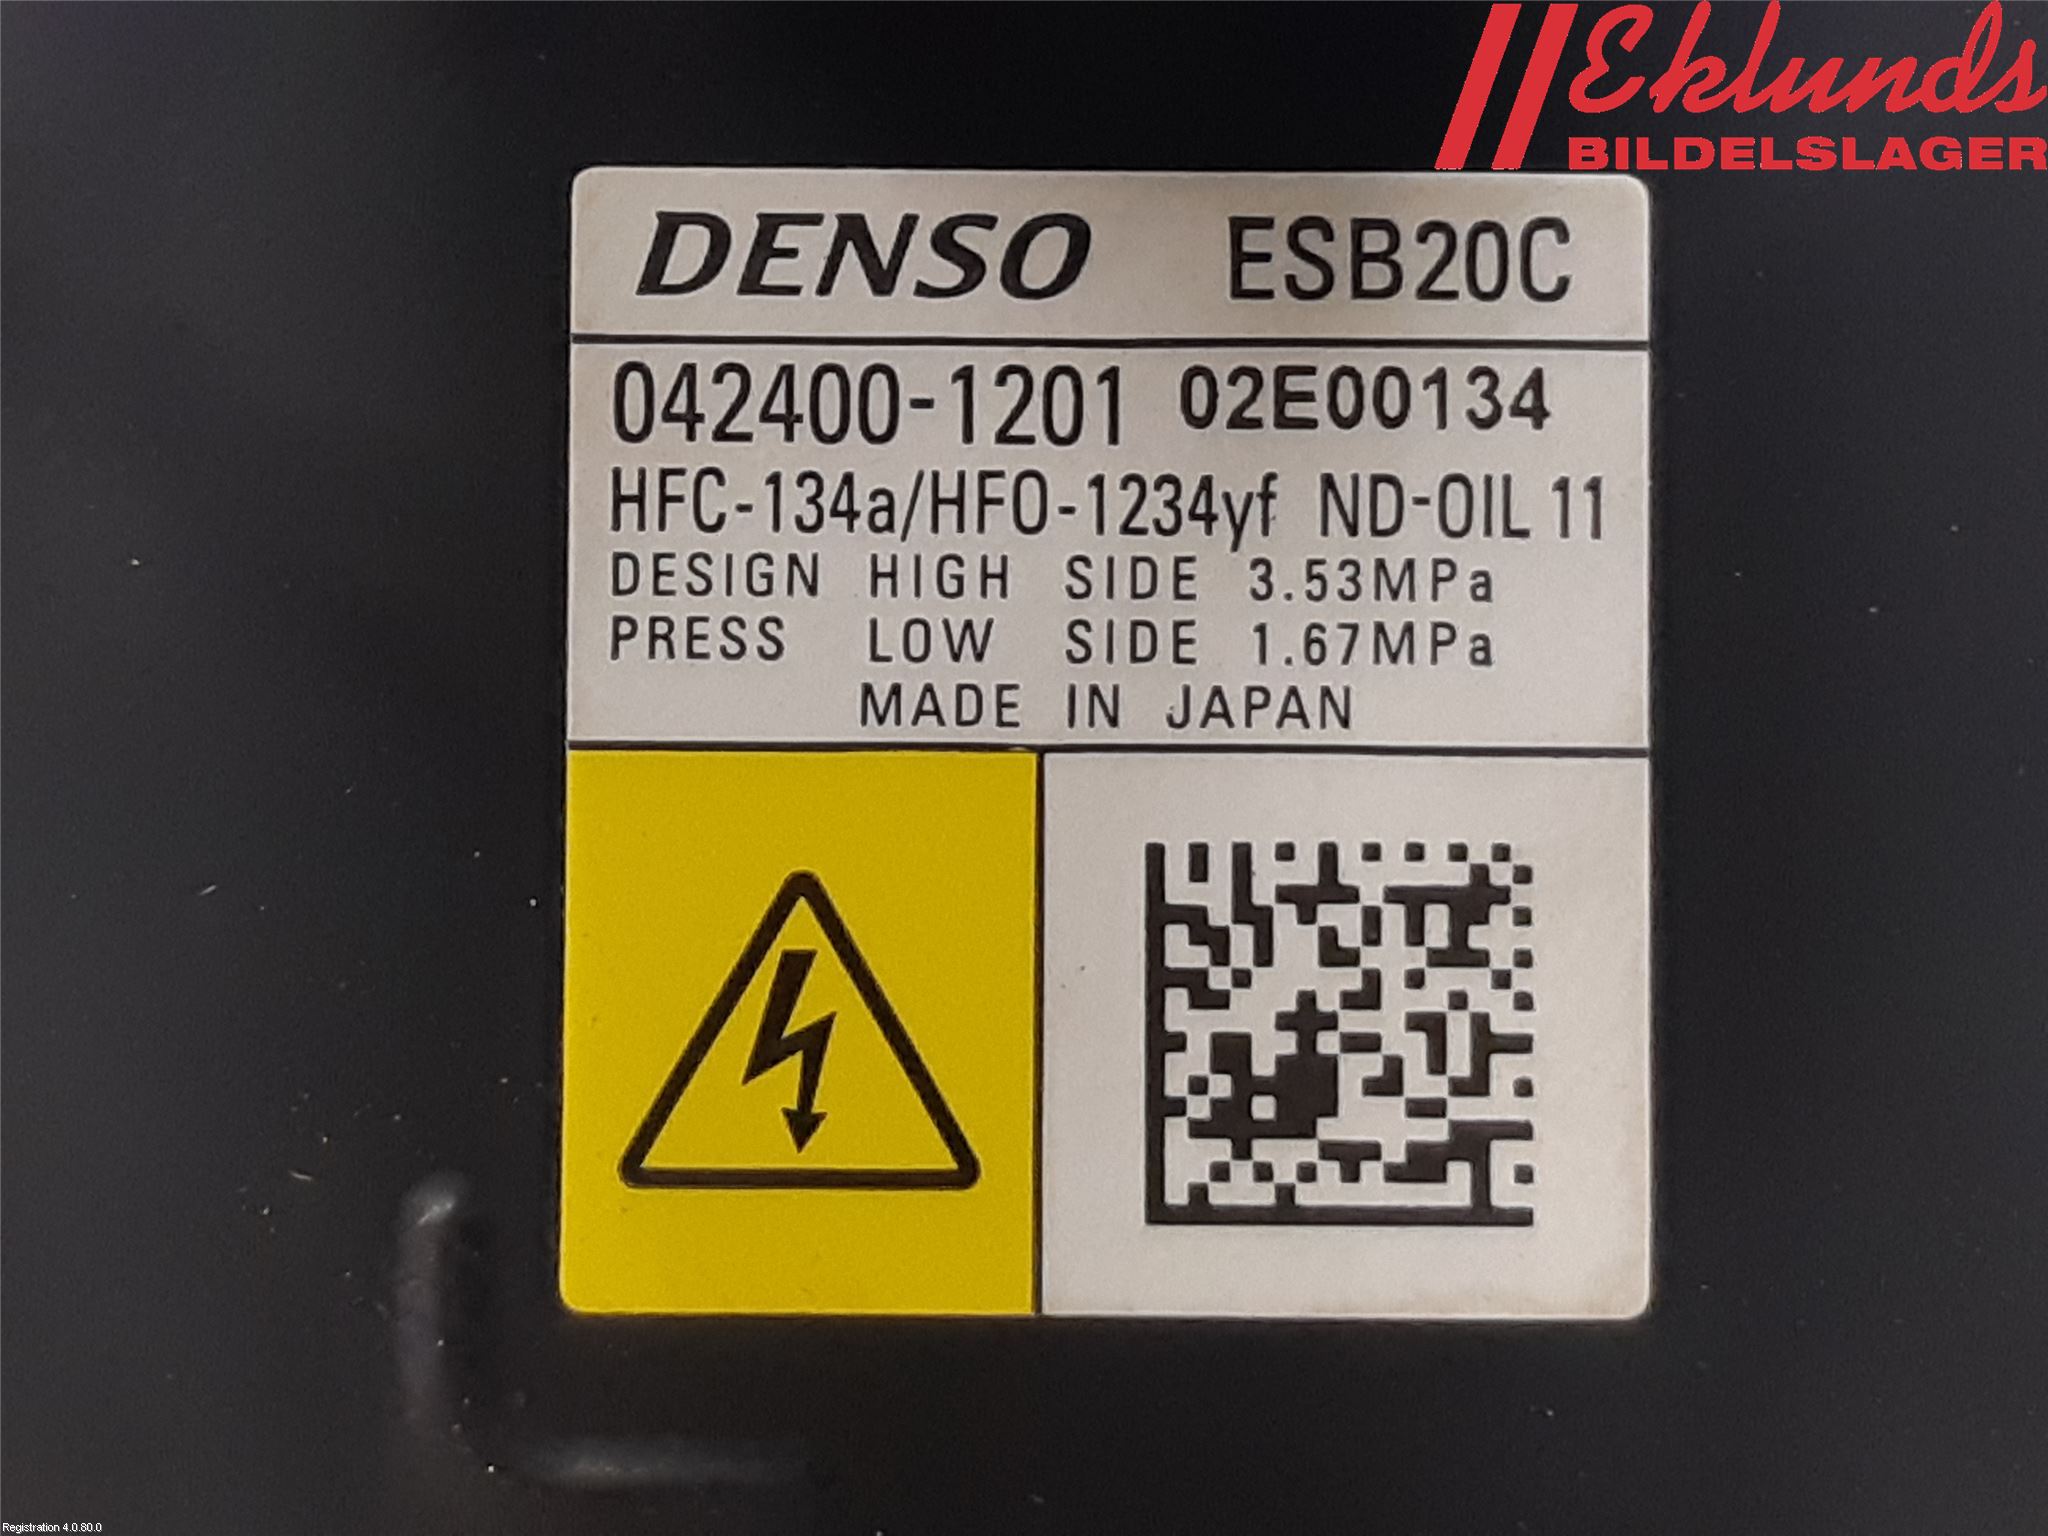 Eklunds
BILDELSLAGER
DENSO ESB20C
042400-1201 02E00134
HFC-134a/HFO-1234yf ND-OIL 11
DESIGN HIGH SIDE 3.53MPa
PRESS LOW SIDE 1.67MPa
MADE IN JAPAN
Registration 4.0.80.0